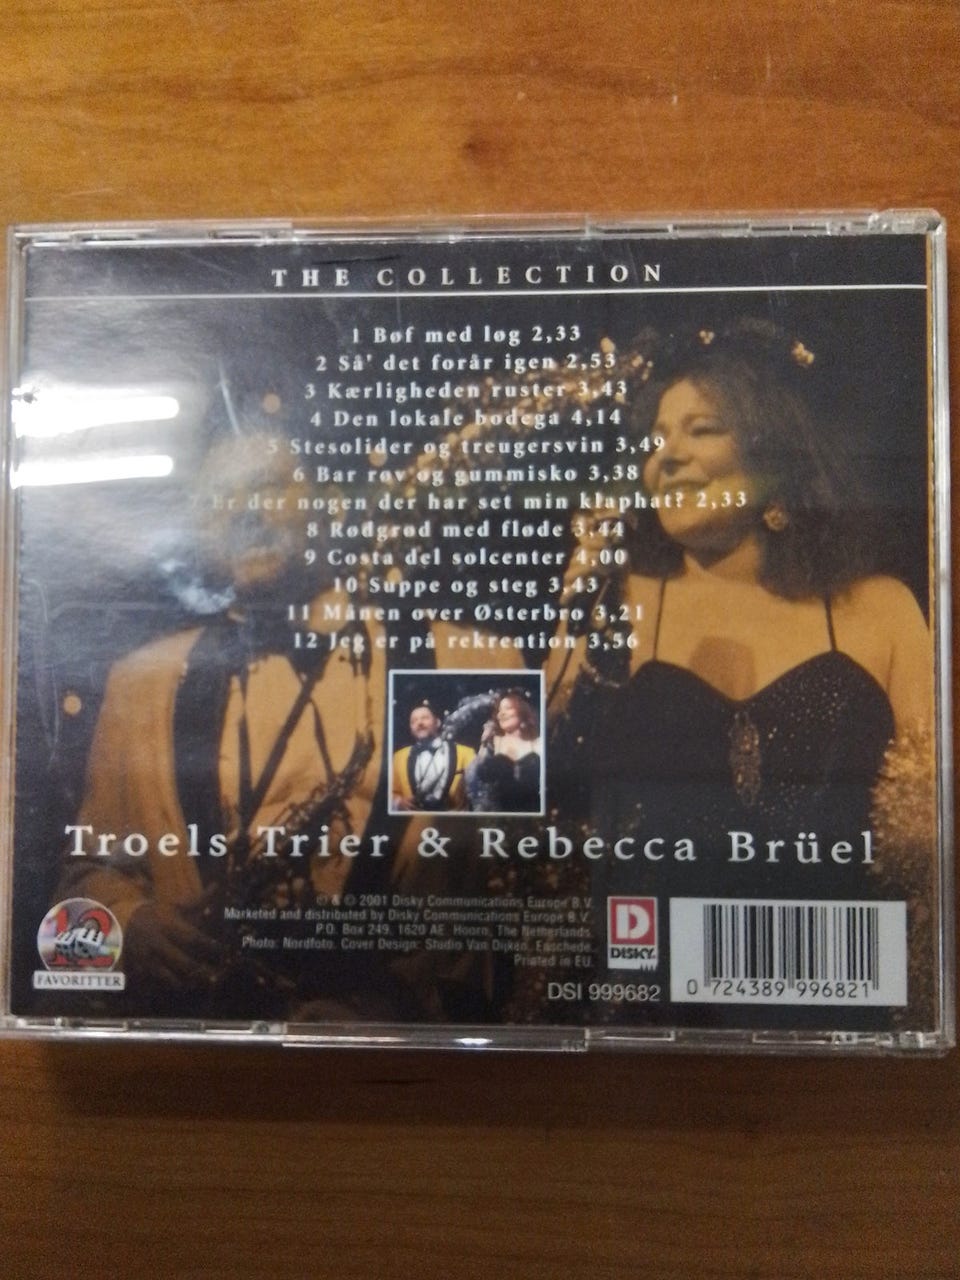 THE COLLECTION
1 Bøf med løg 2,33
2 Så' det forår igen 2,53
3 Kærligheden ruster 3,43
4 Den lokale bodega 4,14
5 Stesolider og treugersvin 3,49
6 Bar røv og gummisko 3,38
7 Er der nogen der har set min klaphat? 2,33
8 Rødgrød med fløde 3,44
9 Costa del solcenter 4,00
10 Suppe og steg 3,43
11 Månen over Østerbro 3,21
12 Jeg er på rekreation 3,56
Troels Trier & Rebecca Brüel
12
FAVORITTER
℗ & © 2001 Disky Communications Europe B.V.
Marketed and distributed by Disky Communications Europe B.V.
P.O. Box 249, 1620 AE Hoorn, The Netherlands.
Photo: Nordfoto. Cover Design: Studio Van Dijken, Enschede.
Printed in EU.
D
DISKY
DSI 999682
0 724389 996821